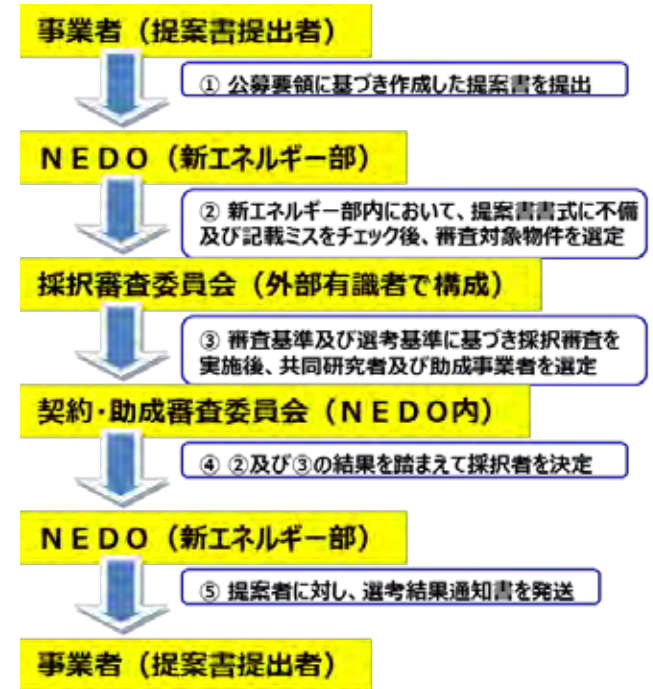 事業者（提案書提出者）
① 公募要領に基づき作成した提案書を提出
ＮＥＤＯ（新エネルギー部）
② 新エネルギー部内において、提案書書式に不備
及び記載ミスをチェック後、審査対象物件を選定
採択審査委員会（外部有識者で構成）
③ 審査基準及び選考基準に基づき採択審査を
実施後、共同研究者及び助成事業者を選定
契約・助成審査委員会（ＮＥＤＯ内）
④ ②及び③の結果を踏まえて採択者を決定
ＮＥＤＯ（新エネルギー部）
⑤ 提案者に対し、選考結果通知書を発送
事業者（提案書提出者）